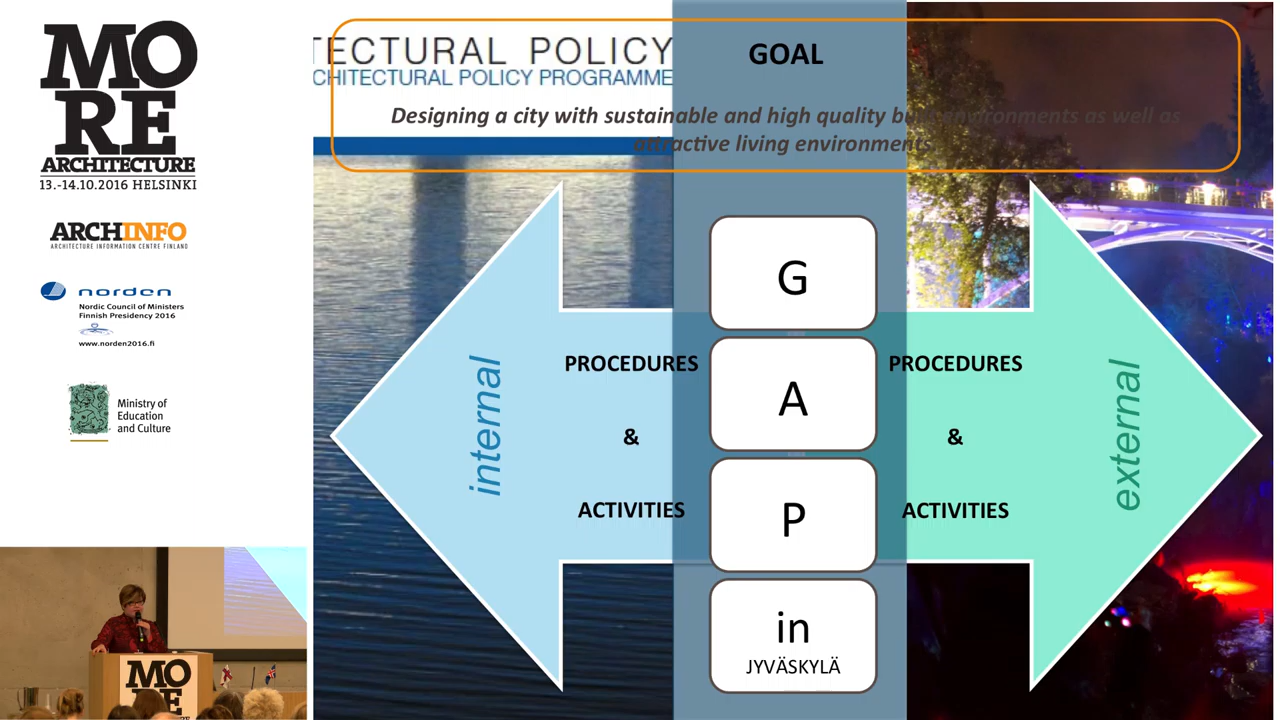 MO
RE
ARCHITECTURE
13.-14.10.2016 HELSINKI
ARCHINFO
ARCHITECTURE INFORMATION CENTRE FINLAND
norden
Nordic Council of Ministers
Finnish Presidency 2016
www.norden2016.fi
Ministry of
Education
and Culture
TECTURAL POLICY
CHITECTURAL POLICY PROGRAMME
GOAL
Designing a city with sustainable and high quality built environments as well as
attractive living environments
internal
PROCEDURES
&
ACTIVITIES
G
A
P
in
JYVÄSKYLÄ
PROCEDURES
&
ACTIVITIES
external
MO
RE